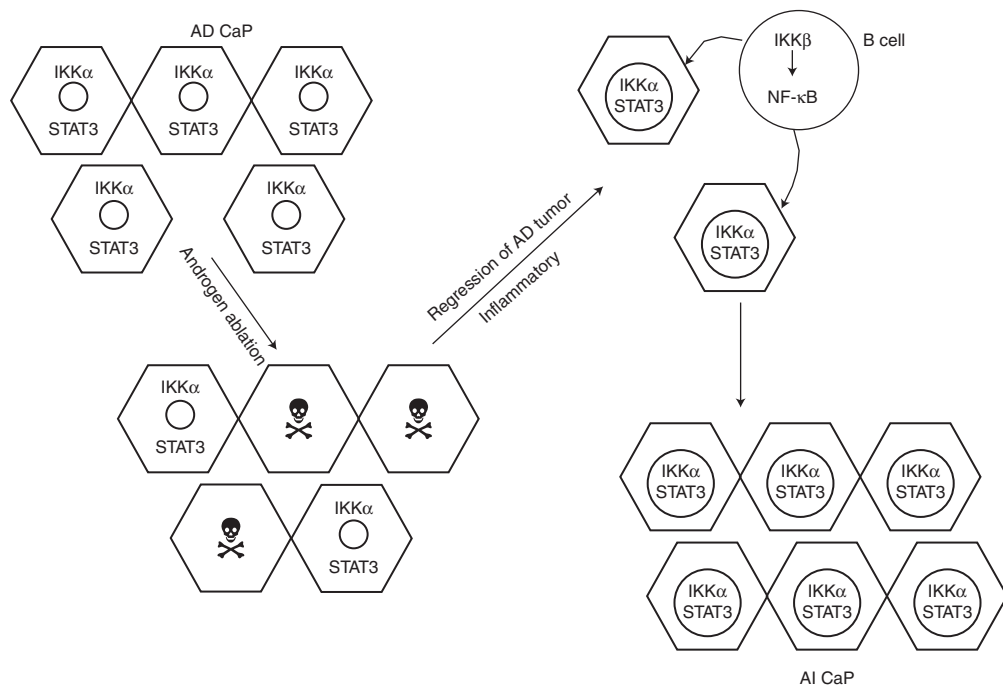 AD CaP
IKKα
STAT3
IKKα
STAT3
IKKα
STAT3
IKKα
STAT3
IKKα
STAT3
Androgen ablation
IKKα
STAT3
IKKα
STAT3
Regression of AD tumor
Inflammatory
IKKβ
NF-κB
B cell
IKKα
STAT3
IKKα
STAT3
IKKα
STAT3
IKKα
STAT3
IKKα
STAT3
IKKα
STAT3
IKKα
STAT3
IKKα
STAT3
AI CaP